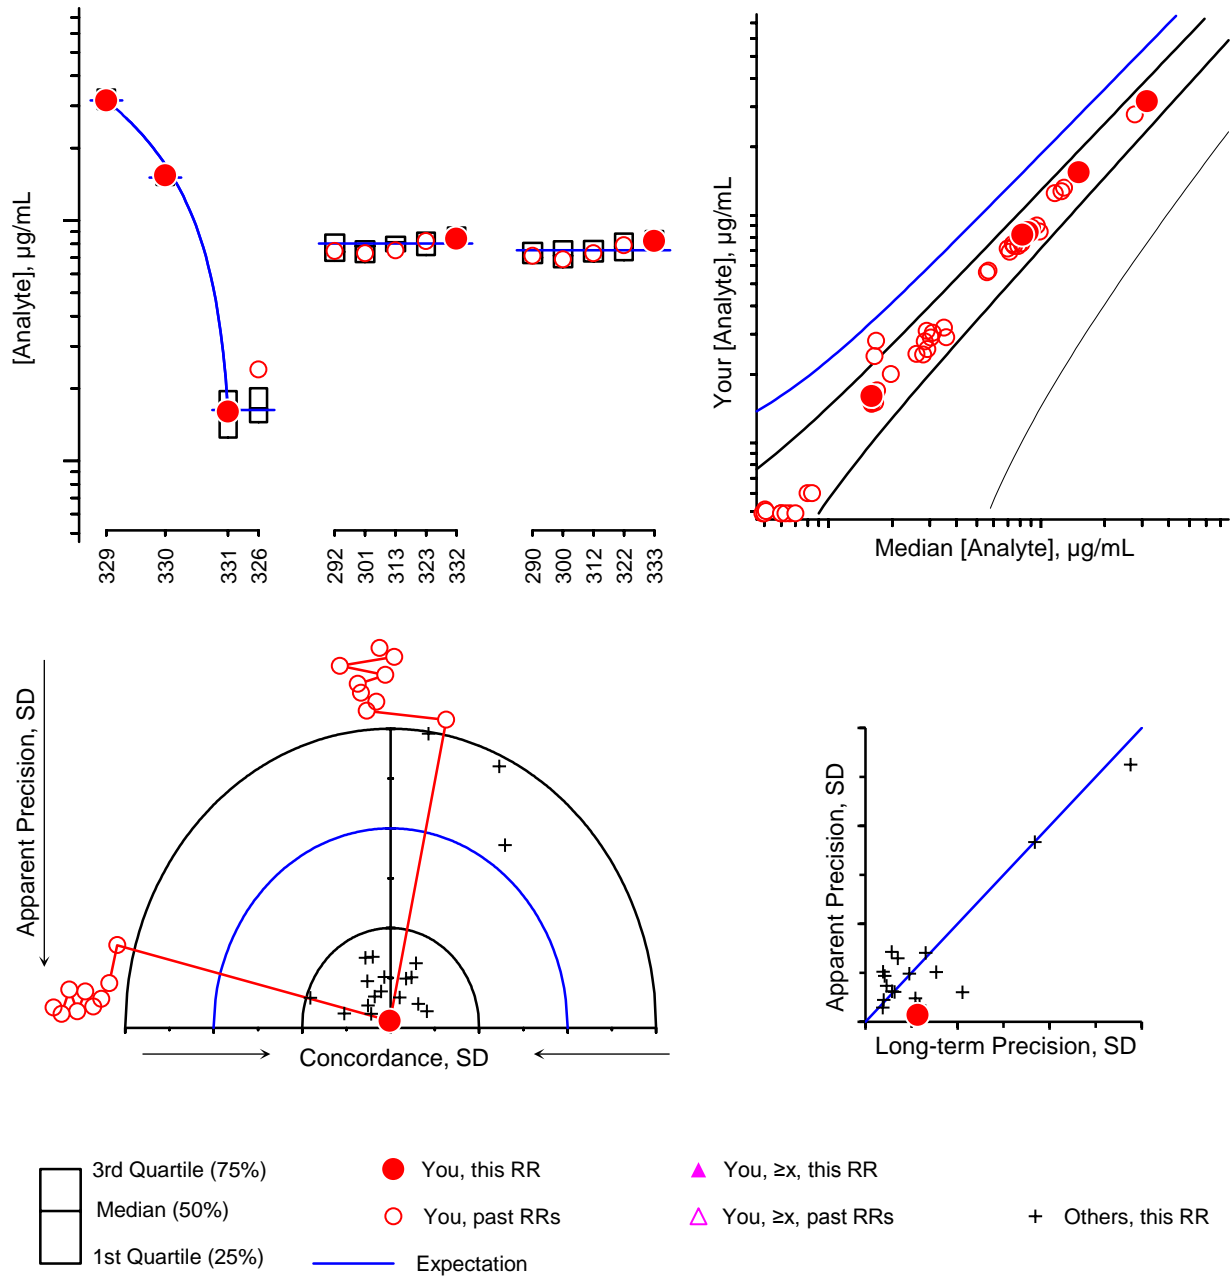 [Analyte], µg/mL
329
330
331
326
292
301
313
323
332
290
300
312
322
333
Your [Analyte], µg/mL
Median [Analyte], µg/mL
Apparent Precision, SD
Concordance, SD
Apparent Precision, SD
Long-term Precision, SD
3rd Quartile (75%)
Median (50%)
1st Quartile (25%)
You, this RR
You, past RRs
Expectation
You, ≥x, this RR
You, ≥x, past RRs
Others, this RR